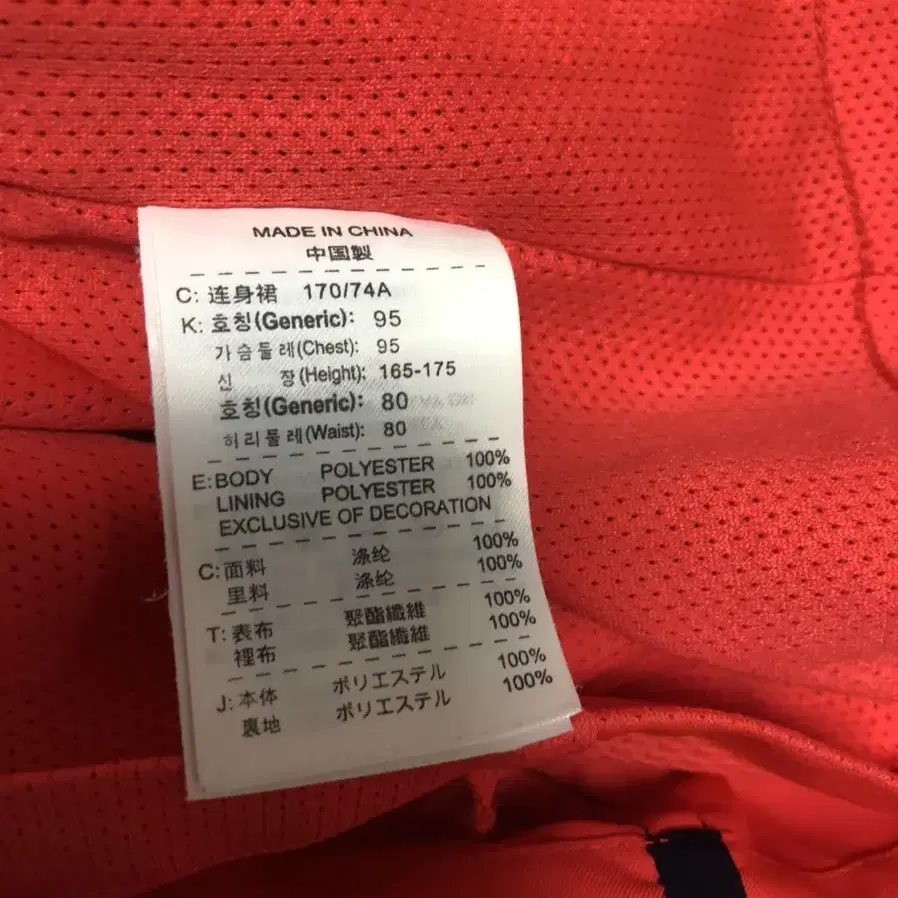 MADE IN CHINA
中国製
C: 连身裙 170/74A
K: 호칭(Generic): 95
가슴둘레(Chest): 95
신 장(Height): 165-175
호칭(Generic): 80
허리둘레(Waist): 80
E:BODY POLYESTER 100%
LINING POLYESTER 100%
EXCLUSIVE OF DECORATION
C:面料 涤纶 100%
里料 涤纶 100%
T:表布 聚酯纖維 100%
裡布 聚酯纖維 100%
J:本体 ポリエステル 100%
裏地 ポリエステル 100%